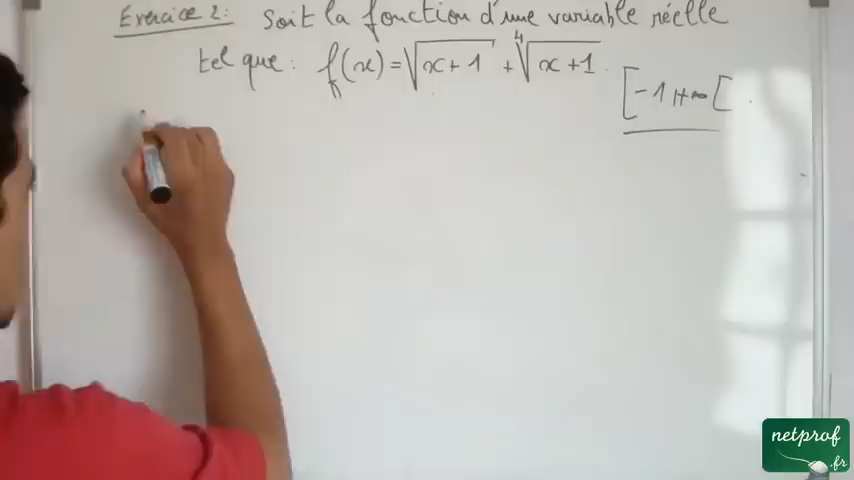 Exercice 2: Soit la fonction d'une variable réelle
tel que: f(x) = √(x+1) + ⁴√(x+1).
[-1,+∞[.
netprof
.fr